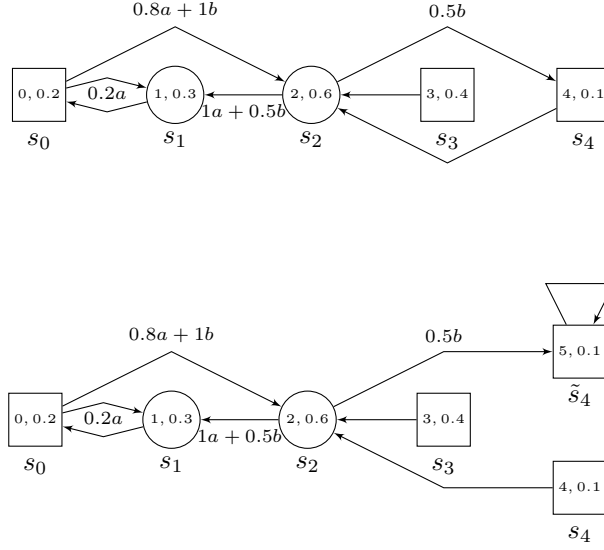 0.8a + 1b 0.5b
0, 0.2 0.2a 1, 0.3 2, 0.6 3, 0.4 4, 0.1
1a + 0.5b
s₀ s₁ s₂ s₃ s₄
0.8a + 1b 0.5b 5, 0.1
s̃₄
0, 0.2 0.2a 1, 0.3 2, 0.6 3, 0.4
1a + 0.5b
s₀ s₁ s₂ s₃
4, 0.1
s₄